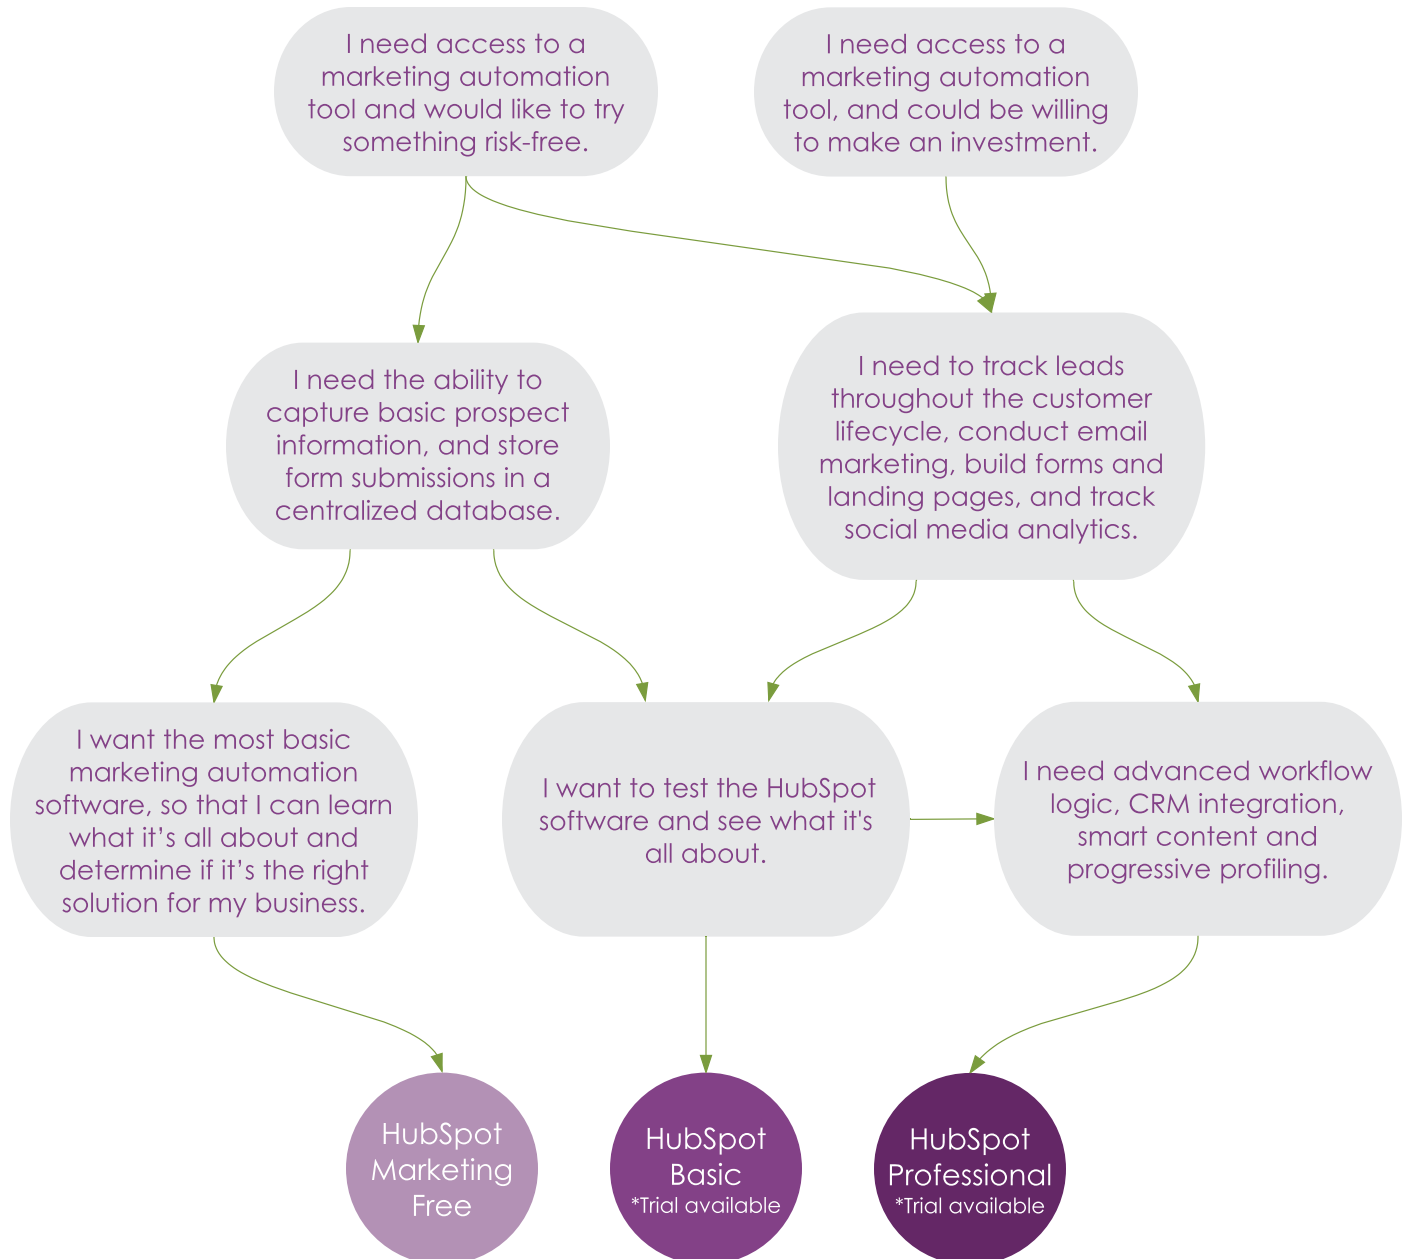 I need access to a
marketing automation
tool and would like to try
something risk-free.
I need access to a
marketing automation
tool, and could be willing
to make an investment.
I need the ability to
capture basic prospect
information, and store
form submissions in a
centralized database.
I need to track leads
throughout the customer
lifecycle, conduct email
marketing, build forms and
landing pages, and track
social media analytics.
I want the most basic
marketing automation
software, so that I can learn
what it’s all about and
determine if it’s the right
solution for my business.
I want to test the HubSpot
software and see what it's
all about.
I need advanced workflow
logic, CRM integration,
smart content and
progressive profiling.
HubSpot
Marketing
Free
HubSpot
Basic
*Trial available
HubSpot
Professional
*Trial available